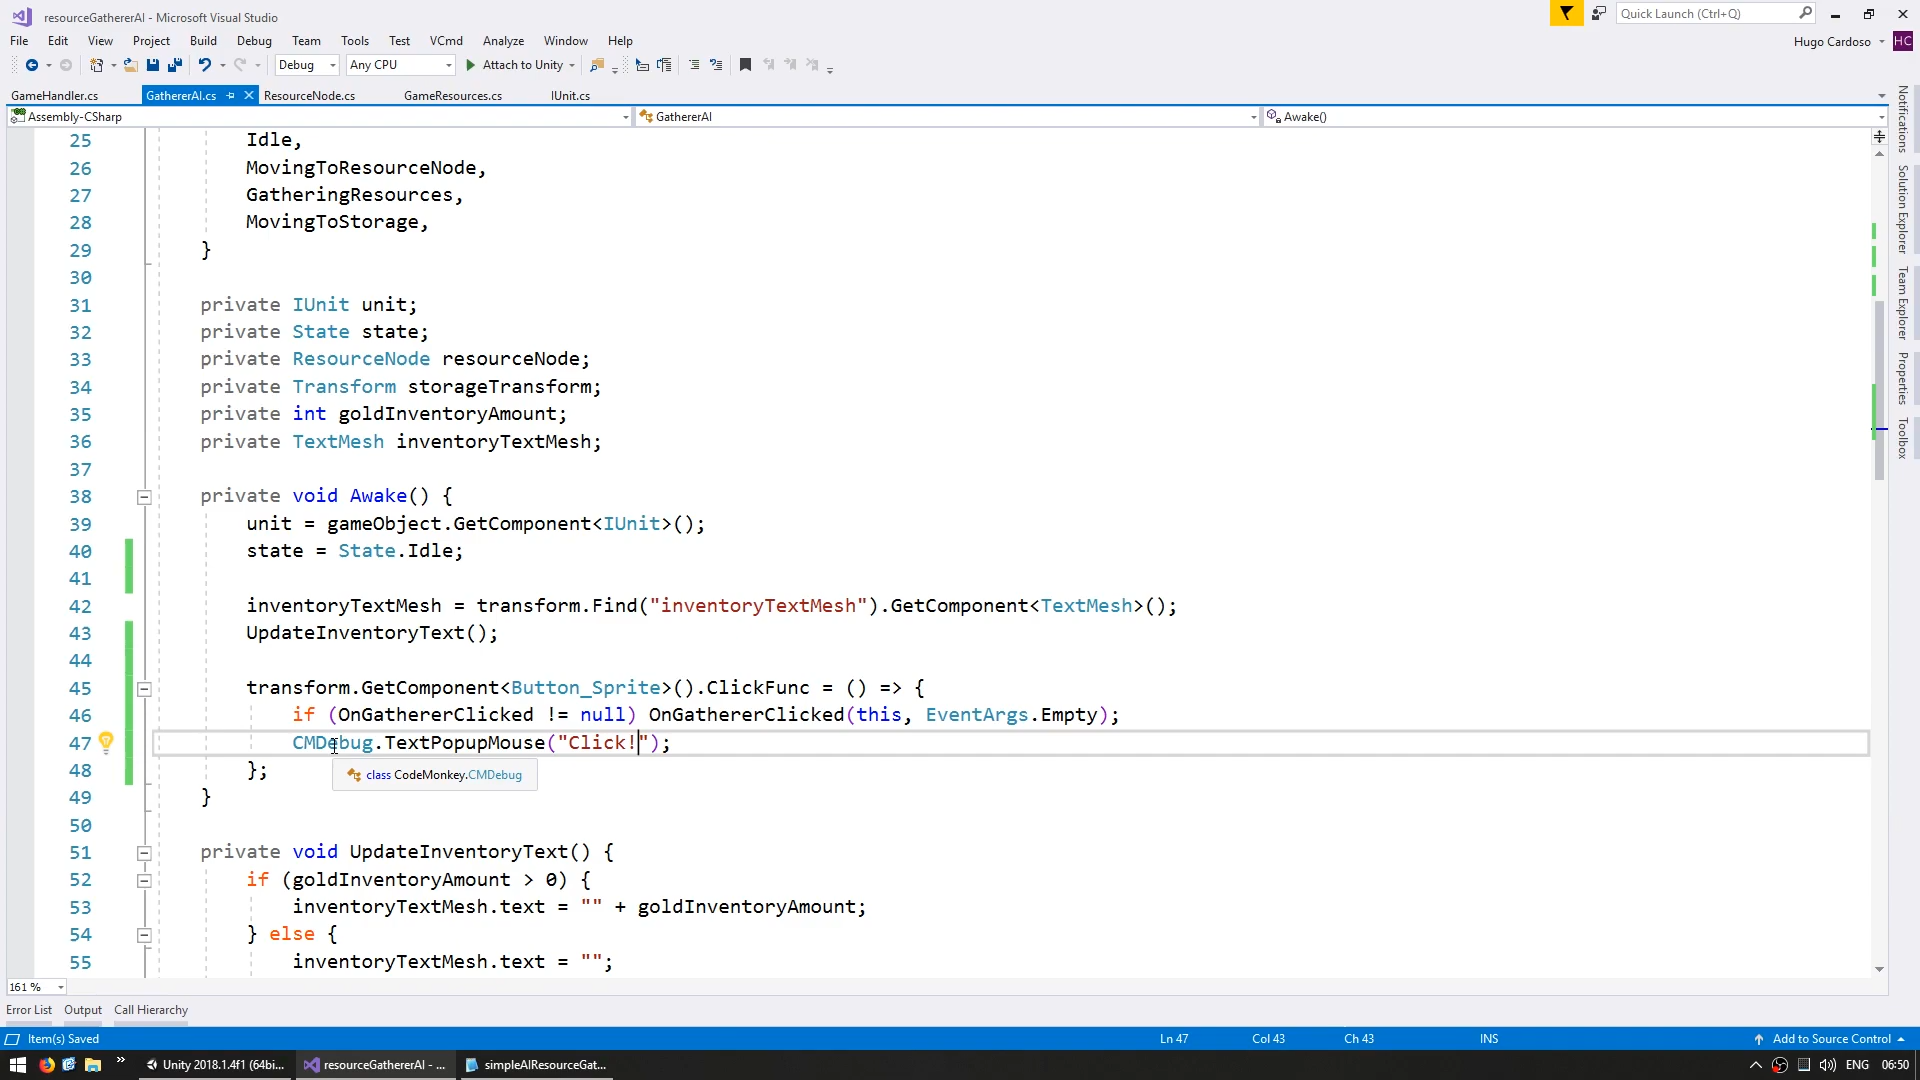 resourceGathererAI - Microsoft Visual Studio
Quick Launch (Ctrl+Q)
File Edit View Project Build Debug Team Tools Test VCmd Analyze Window Help
Hugo Cardoso HC
Debug Any CPU Attach to Unity
GameHandler.cs GathererAI.cs ResourceNode.cs GameResources.cs IUnit.cs
Assembly-CSharp GathererAI Awake()
25 Idle,
26 MovingToResourceNode,
27 GatheringResources,
28 MovingToStorage,
29 }
30
31 private IUnit unit;
32 private State state;
33 private ResourceNode resourceNode;
34 private Transform storageTransform;
35 private int goldInventoryAmount;
36 private TextMesh inventoryTextMesh;
37
38 private void Awake() {
39 unit = gameObject.GetComponent<IUnit>();
40 state = State.Idle;
41
42 inventoryTextMesh = transform.Find("inventoryTextMesh").GetComponent<TextMesh>();
43 UpdateInventoryText();
44
45 transform.GetComponent<Button_Sprite>().ClickFunc = () => {
46 if (OnGathererClicked != null) OnGathererClicked(this, EventArgs.Empty);
47 CMDebug.TextPopupMouse("Click!");
48 };
class CodeMonkey.CMDebug
49 }
50
51 private void UpdateInventoryText() {
52 if (goldInventoryAmount > 0) {
53 inventoryTextMesh.text = "" + goldInventoryAmount;
54 } else {
55 inventoryTextMesh.text = "";
161 %
Error List Output Call Hierarchy
Item(s) Saved Ln 47 Col 43 Ch 43 INS Add to Source Control
Unity 2018.1.4f1 (64bi... resourceGathererAI - ... simpleAIResourceGat... ENG 06:50
Notifications
Solution Explorer
Team Explorer
Properties
Toolbox